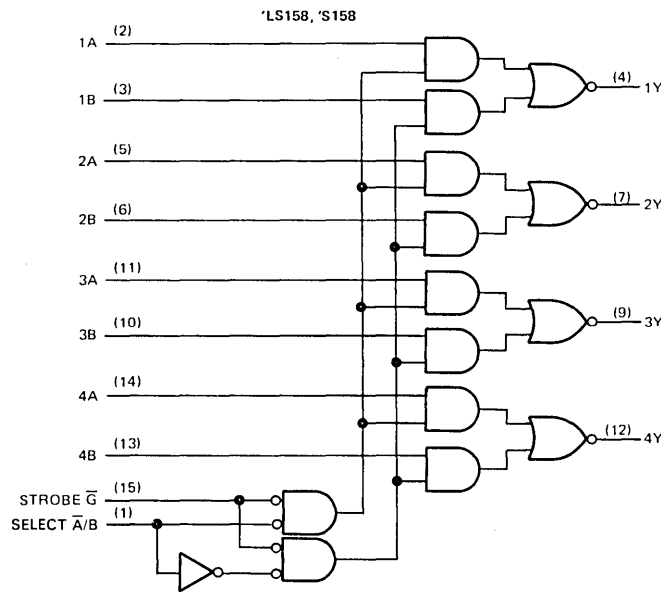 'LS158, 'S158
1A (2)
(4) 1Y
1B (3)
2A (5)
(7) 2Y
2B (6)
3A (11)
(9) 3Y
3B (10)
4A (14)
(12) 4Y
4B (13)
STROBE G̅ (15)
SELECT A̅/B (1)